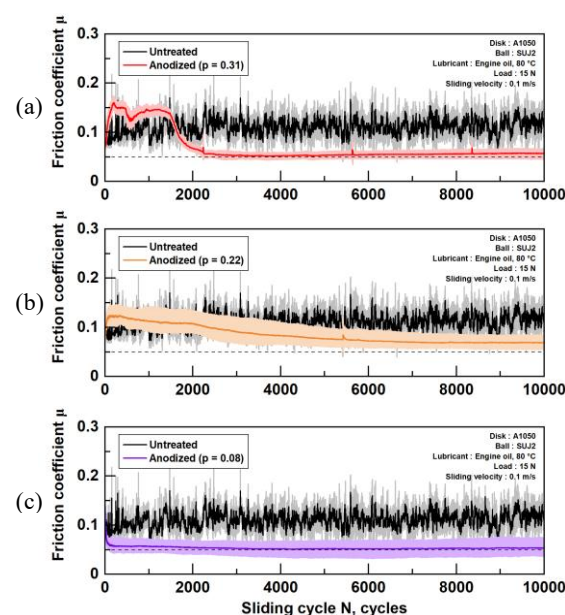 (a)
Friction coefficient μ
0.3
0.2
0.1
0
Untreated
Anodized (p = 0.31)
Disk : A1050
Ball : SUJ2
Lubricant : Engine oil, 80 °C
Load : 15 N
Sliding velocity : 0.1 m/s
0 2000 4000 6000 8000 10000
(b)
Friction coefficient μ
0.3
0.2
0.1
0
Untreated
Anodized (p = 0.22)
Disk : A1050
Ball : SUJ2
Lubricant : Engine oil, 80 °C
Load : 15 N
Sliding velocity : 0.1 m/s
0 2000 4000 6000 8000 10000
(c)
Friction coefficient μ
0.3
0.2
0.1
0
Untreated
Anodized (p = 0.08)
Disk : A1050
Ball : SUJ2
Lubricant : Engine oil, 80 °C
Load : 15 N
Sliding velocity : 0.1 m/s
0 2000 4000 6000 8000 10000
Sliding cycle N, cycles